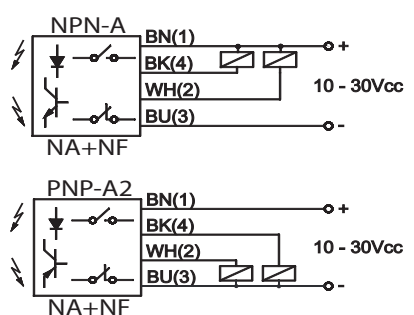 NPN-A
BN(1)
+
BK(4)
10 - 30Vcc
WH(2)
BU(3)
-
NA+NF
PNP-A2
BN(1)
+
BK(4)
10 - 30Vcc
WH(2)
BU(3)
-
NA+NF